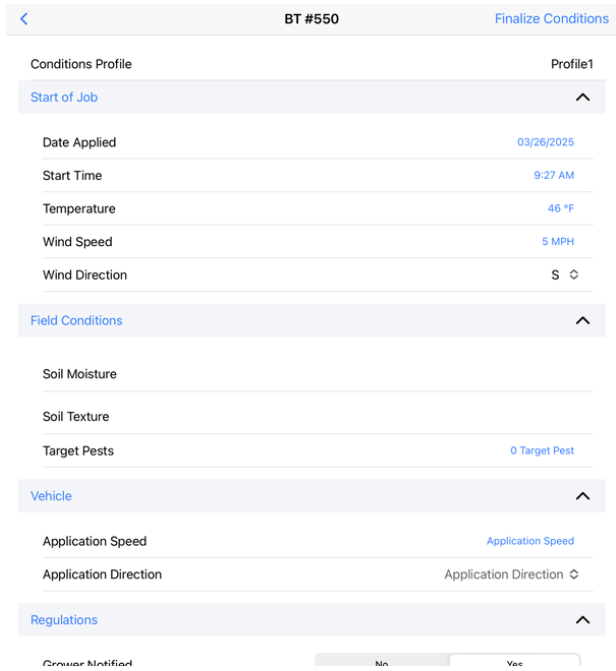 BT #550
Finalize Conditions
Conditions Profile Profile1
Start of Job
Date Applied 03/26/2025
Start Time 9:27 AM
Temperature 46 °F
Wind Speed 5 MPH
Wind Direction S
Field Conditions
Soil Moisture
Soil Texture
Target Pests 0 Target Pest
Vehicle
Application Speed Application Speed
Application Direction Application Direction
Regulations
Grower Notified No Yes